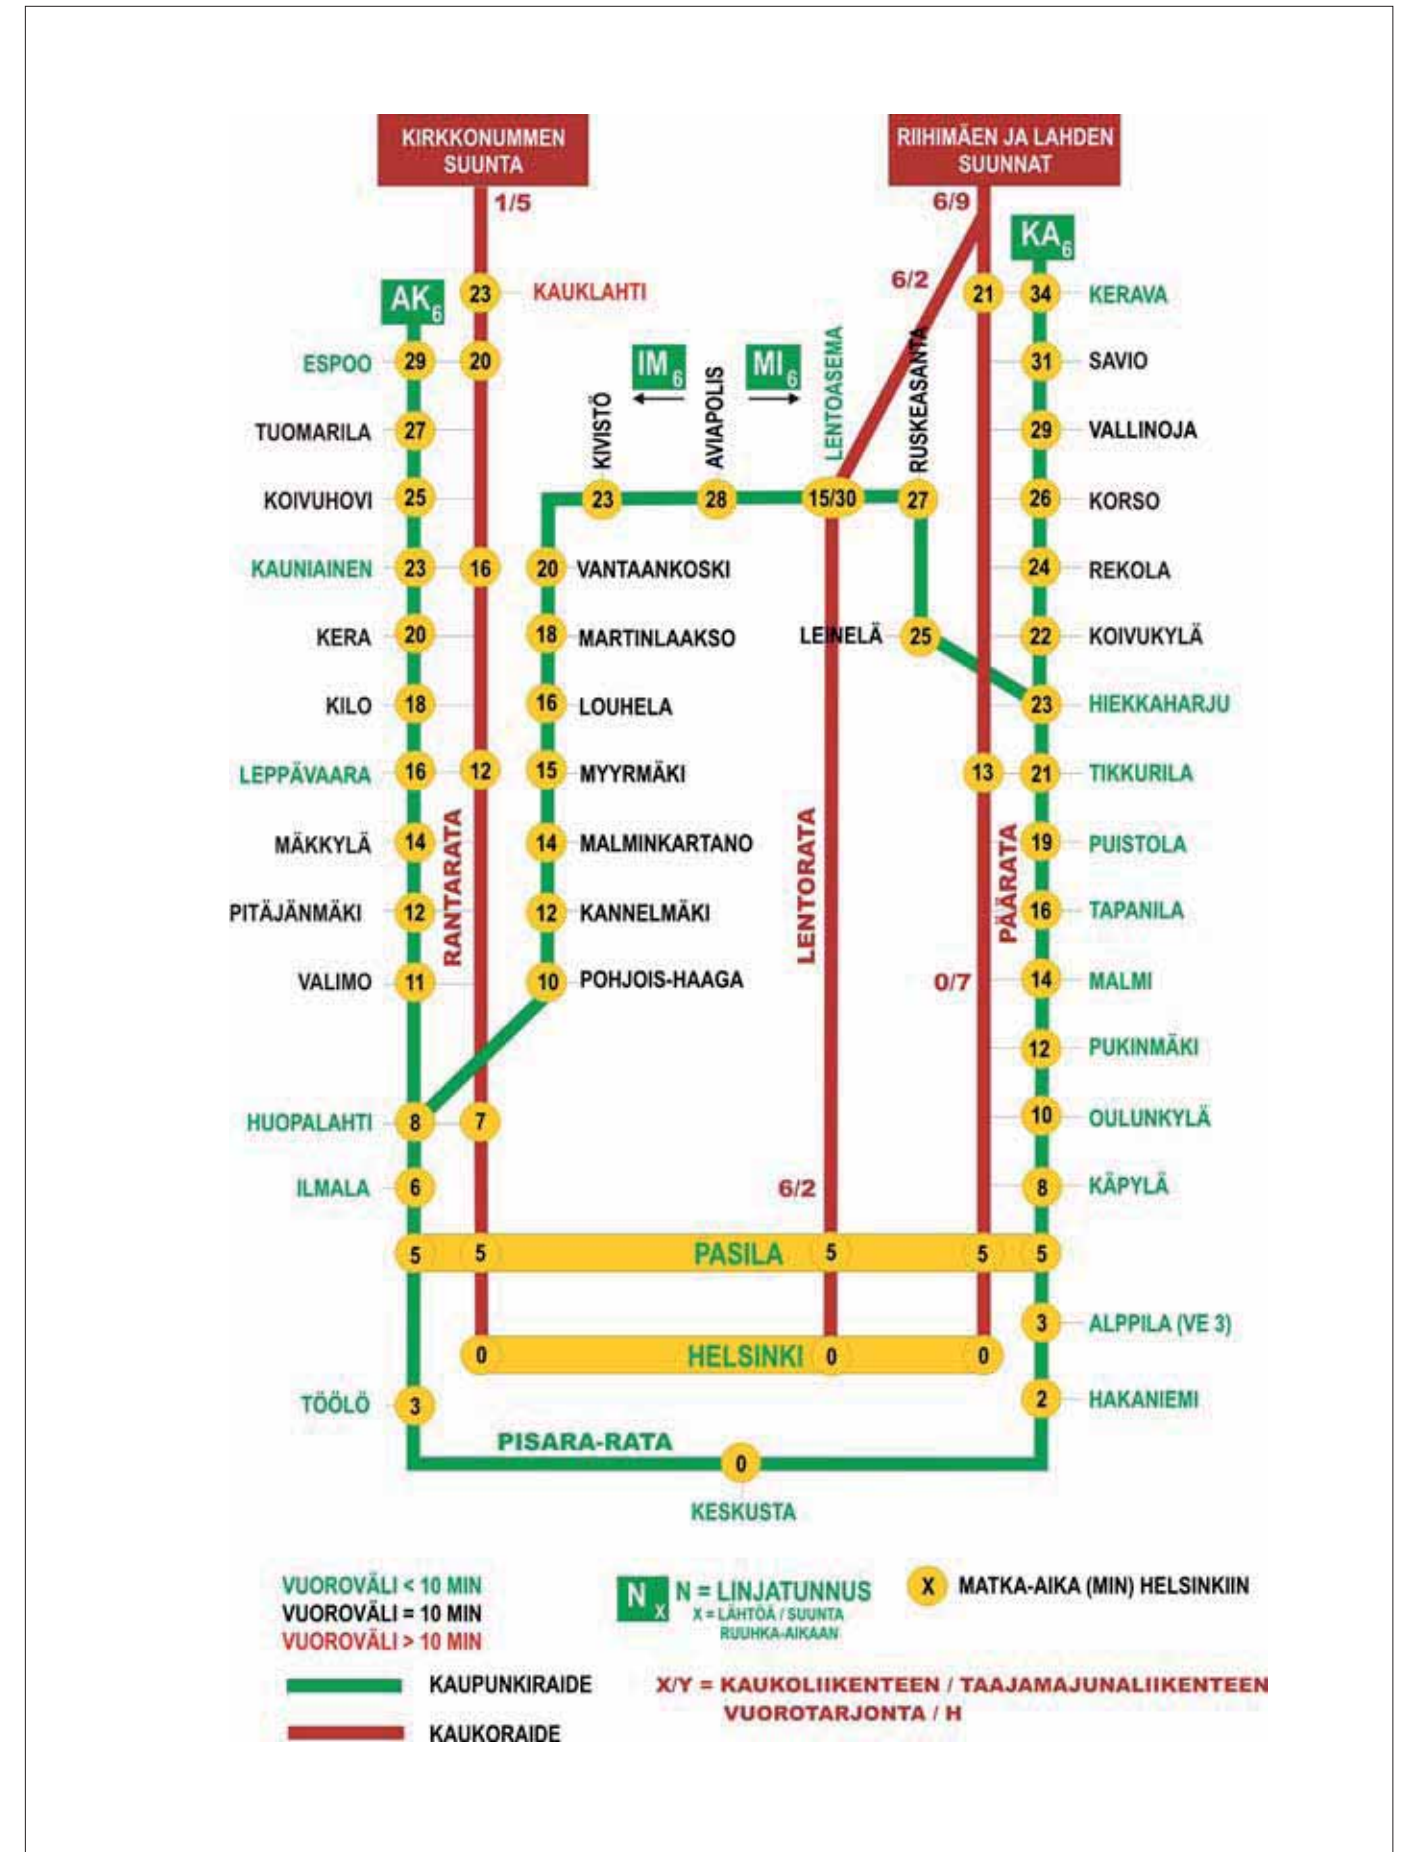 KIRKKONUMMEN
SUUNTA
RIIHIMÄEN JA LAHDEN
SUUNNAT
1/5
6/9
KA6
6/2
AK6
23
KAUKLAHTI
21
34
KERAVA
ESPOO
29
20
IM6
MI6
KIVISTÖ
AVIAPOLIS
LENTOASEMA
RUSKEASANTA
31
SAVIO
TUOMARILA
27
29
VALLINOJA
KOIVUHOVI
25
23
28
15/30
27
26
KORSO
KAUNIAINEN
23
16
20
VANTAANKOSKI
24
REKOLA
KERA
20
18
MARTINLAAKSO
LEINELÄ
25
22
KOIVUKYLÄ
KILO
18
16
LOUHELA
23
HIEKKAHARJU
LEPPÄVAARA
16
12
15
MYYRMÄKI
13
21
TIKKURILA
RANTARATA
LENTORATA
PÄÄRATA
MÄKKYLÄ
14
14
MALMINKARTANO
19
PUISTOLA
PITÄJÄNMÄKI
12
12
KANNELMÄKI
16
TAPANILA
VALIMO
11
10
POHJOIS-HAAGA
0/7
14
MALMI
12
PUKINMÄKI
HUOPALAHTI
8
7
10
OULUNKYLÄ
ILMALA
6
6/2
8
KÄPYLÄ
5
5
PASILA
5
5
5
3
ALPPILA (VE 3)
0
HELSINKI
0
0
TÖÖLÖ
3
2
HAKANIEMI
PISARA-RATA
0
KESKUSTA
VUOROVÄLI < 10 MIN
VUOROVÄLI = 10 MIN
VUOROVÄLI > 10 MIN
NX
N = LINJATUNNUS
X = LÄHTÖÄ / SUUNTA
RUUHKA-AIKAAN
X
MATKA-AIKA (MIN) HELSINKIIN
KAUPUNKIRAIDE
KAUKORAIDE
X/Y = KAUKOLIIKENTEEN / TAAJAMAJUNALIIKENTEEN
VUOROTARJONTA / H